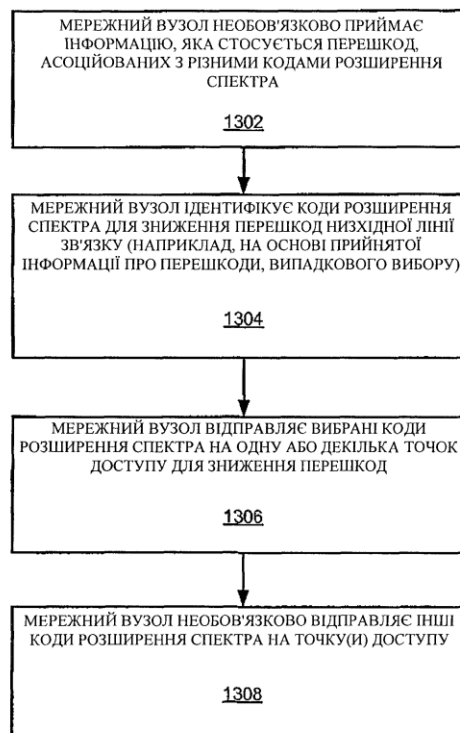 МЕРЕЖНИЙ ВУЗОЛ НЕОБОВ'ЯЗКОВО ПРИЙМАЄ
ІНФОРМАЦІЮ, ЯКА СТОСУЄТЬСЯ ПЕРЕШКОД,
АСОЦІЙОВАНИХ З РІЗНИМИ КОДАМИ РОЗШИРЕННЯ
СПЕКТРА
1302
МЕРЕЖНИЙ ВУЗОЛ ІДЕНТИФІКУЄ КОДИ РОЗШИРЕННЯ
СПЕКТРА ДЛЯ ЗНИЖЕННЯ ПЕРЕШКОД НИЗХІДНОЇ ЛІНІЇ
ЗВ'ЯЗКУ (НАПРИКЛАД, НА ОСНОВІ ПРИЙНЯТОЇ
ІНФОРМАЦІЇ ПРО ПЕРЕШКОДИ, ВИПАДКОВОГО ВИБОРУ)
1304
МЕРЕЖНИЙ ВУЗОЛ ВІДПРАВЛЯЄ ВИБРАНІ КОДИ
РОЗШИРЕННЯ СПЕКТРА НА ОДНУ АБО ДЕКІЛЬКА ТОЧОК
ДОСТУПУ ДЛЯ ЗНИЖЕННЯ ПЕРЕШКОД
1306
МЕРЕЖНИЙ ВУЗОЛ НЕОБОВ'ЯЗКОВО ВІДПРАВЛЯЄ ІНШІ
КОДИ РОЗШИРЕННЯ СПЕКТРА НА ТОЧКУ(И) ДОСТУПУ
1308